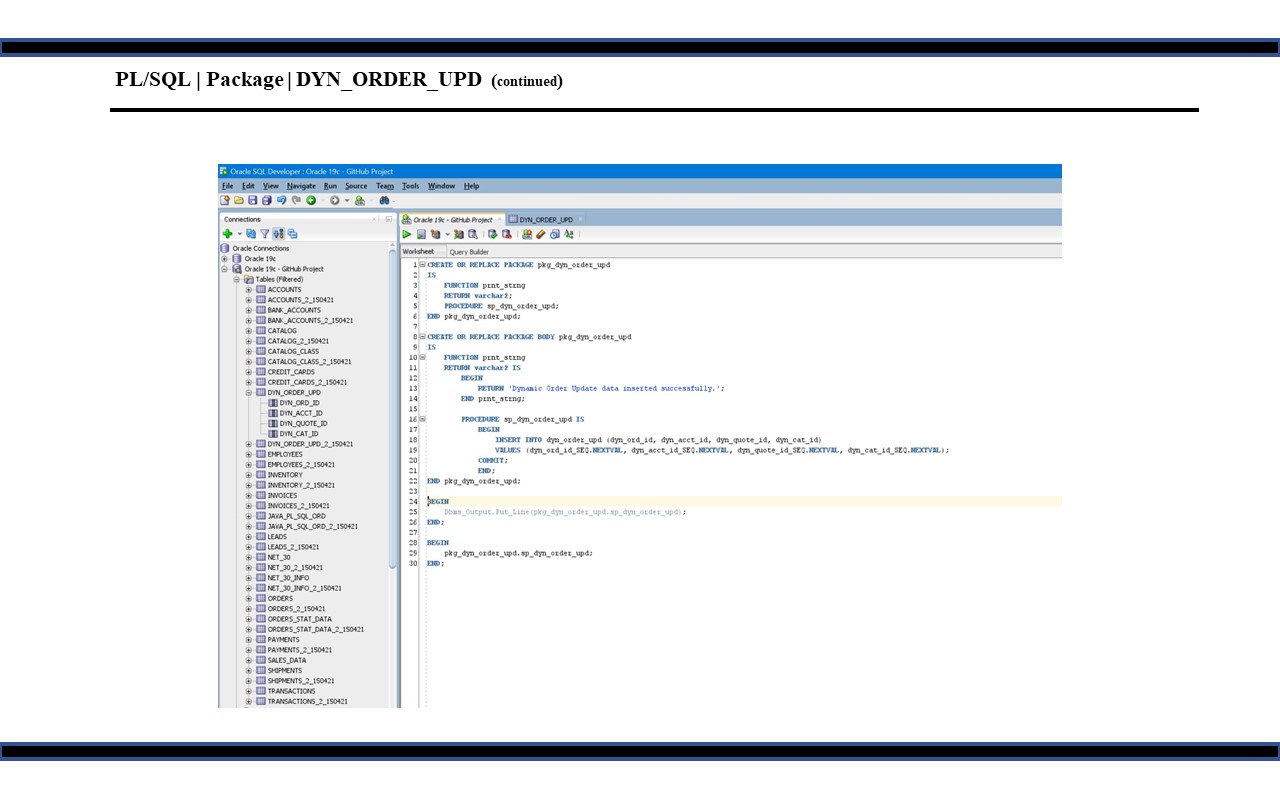 PL/SQL | Package | DYN_ORDER_UPD (continued)
Oracle SQL Developer : Oracle 19c - GitHub Project
File Edit View Navigate Run Source Team Tools Window Help
Connections
Oracle 19c - GitHub Project DYN_ORDER_UPD
Worksheet Query Builder
Oracle Connections
Oracle 19c
Oracle 19c - GitHub Project
Tables (Filtered)
ACCOUNTS
ACCOUNTS_2_150421
BANK_ACCOUNTS
BANK_ACCOUNTS_2_150421
CATALOG
CATALOG_2_150421
CATALOG_CLASS
CATALOG_CLASS_2_150421
CREDIT_CARDS
CREDIT_CARDS_2_150421
DYN_ORDER_UPD
DYN_ORD_ID
DYN_ACCT_ID
DYN_QUOTE_ID
DYN_CAT_ID
DYN_ORDER_UPD_2_150421
EMPLOYEES
EMPLOYEES_2_150421
INVENTORY
INVENTORY_2_150421
INVOICES
INVOICES_2_150421
JAVA_PL_SQL_ORD
JAVA_PL_SQL_ORD_2_150421
LEADS
LEADS_2_150421
NET_30
NET_30_2_150421
NET_30_INFO
NET_30_INFO_2_150421
ORDERS
ORDERS_2_150421
ORDERS_STAT_DATA
ORDERS_STAT_DATA_2_150421
PAYMENTS
PAYMENTS_2_150421
SALES_DATA
SHIPMENTS
SHIPMENTS_2_150421
TRANSACTIONS
TRANSACTIONS_2_150421
1 CREATE OR REPLACE PACKAGE pkg_dyn_order_upd
2 IS
3 FUNCTION prnt_strng
4 RETURN varchar2;
5 PROCEDURE sp_dyn_order_upd;
6 END pkg_dyn_order_upd;
7
8 CREATE OR REPLACE PACKAGE BODY pkg_dyn_order_upd
9 IS
10 FUNCTION prnt_strng
11 RETURN varchar2 IS
12 BEGIN
13 RETURN 'Dynamic Order Update data inserted successfully.';
14 END prnt_strng;
15
16 PROCEDURE sp_dyn_order_upd IS
17 BEGIN
18 INSERT INTO dyn_order_upd (dyn_ord_id, dyn_acct_id, dyn_quote_id, dyn_cat_id)
19 VALUES (dyn_ord_id_SEQ.NEXTVAL, dyn_acct_id_SEQ.NEXTVAL, dyn_quote_id_SEQ.NEXTVAL, dyn_cat_id_SEQ.NEXTVAL);
20 COMMIT;
21 END;
22 END pkg_dyn_order_upd;
23
24 BEGIN
25 Dbms_Output.Put_Line(pkg_dyn_order_upd.sp_dyn_order_upd);
26 END;
27
28 BEGIN
29 pkg_dyn_order_upd.sp_dyn_order_upd;
30 END;